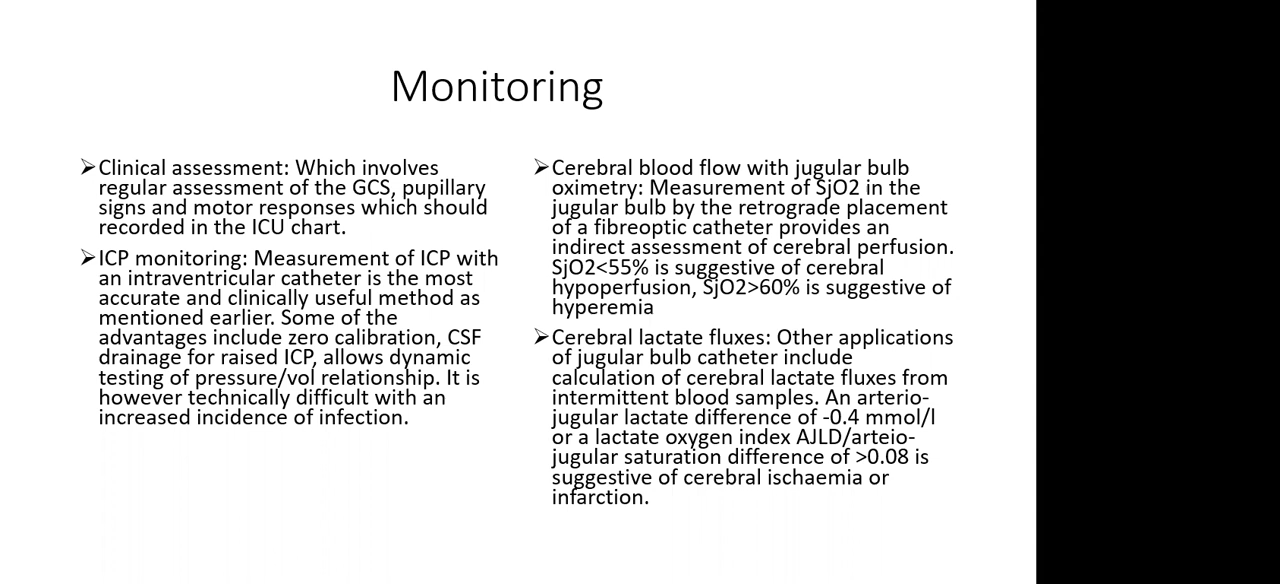 Monitoring
➢Clinical assessment: Which involves
regular assessment of the GCS, pupillary
signs and motor responses which should
recorded in the ICU chart.
➢ICP monitoring: Measurement of ICP with
an intraventricular catheter is the most
accurate and clinically useful method as
mentioned earlier. Some of the
advantages include zero calibration, CSF
drainage for raised ICP, allows dynamic
testing of pressure/vol relationship. It is
however technically difficult with an
increased incidence of infection.
➢Cerebral blood flow with jugular bulb
oximetry: Measurement of SjO2 in the
jugular bulb by the retrograde placement
of a fibreoptic catheter provides an
indirect assessment of cerebral perfusion.
SjO2<55% is suggestive of cerebral
hypoperfusion, SjO2>60% is suggestive of
hyperemia
➢Cerebral lactate fluxes: Other applications
of jugular bulb catheter include
calculation of cerebral lactate fluxes from
intermittent blood samples. An arterio-
jugular lactate difference of -0.4 mmol/l
or a lactate oxygen index AJLD/arteio-
jugular saturation difference of >0.08 is
suggestive of cerebral ischaemia or
infarction.